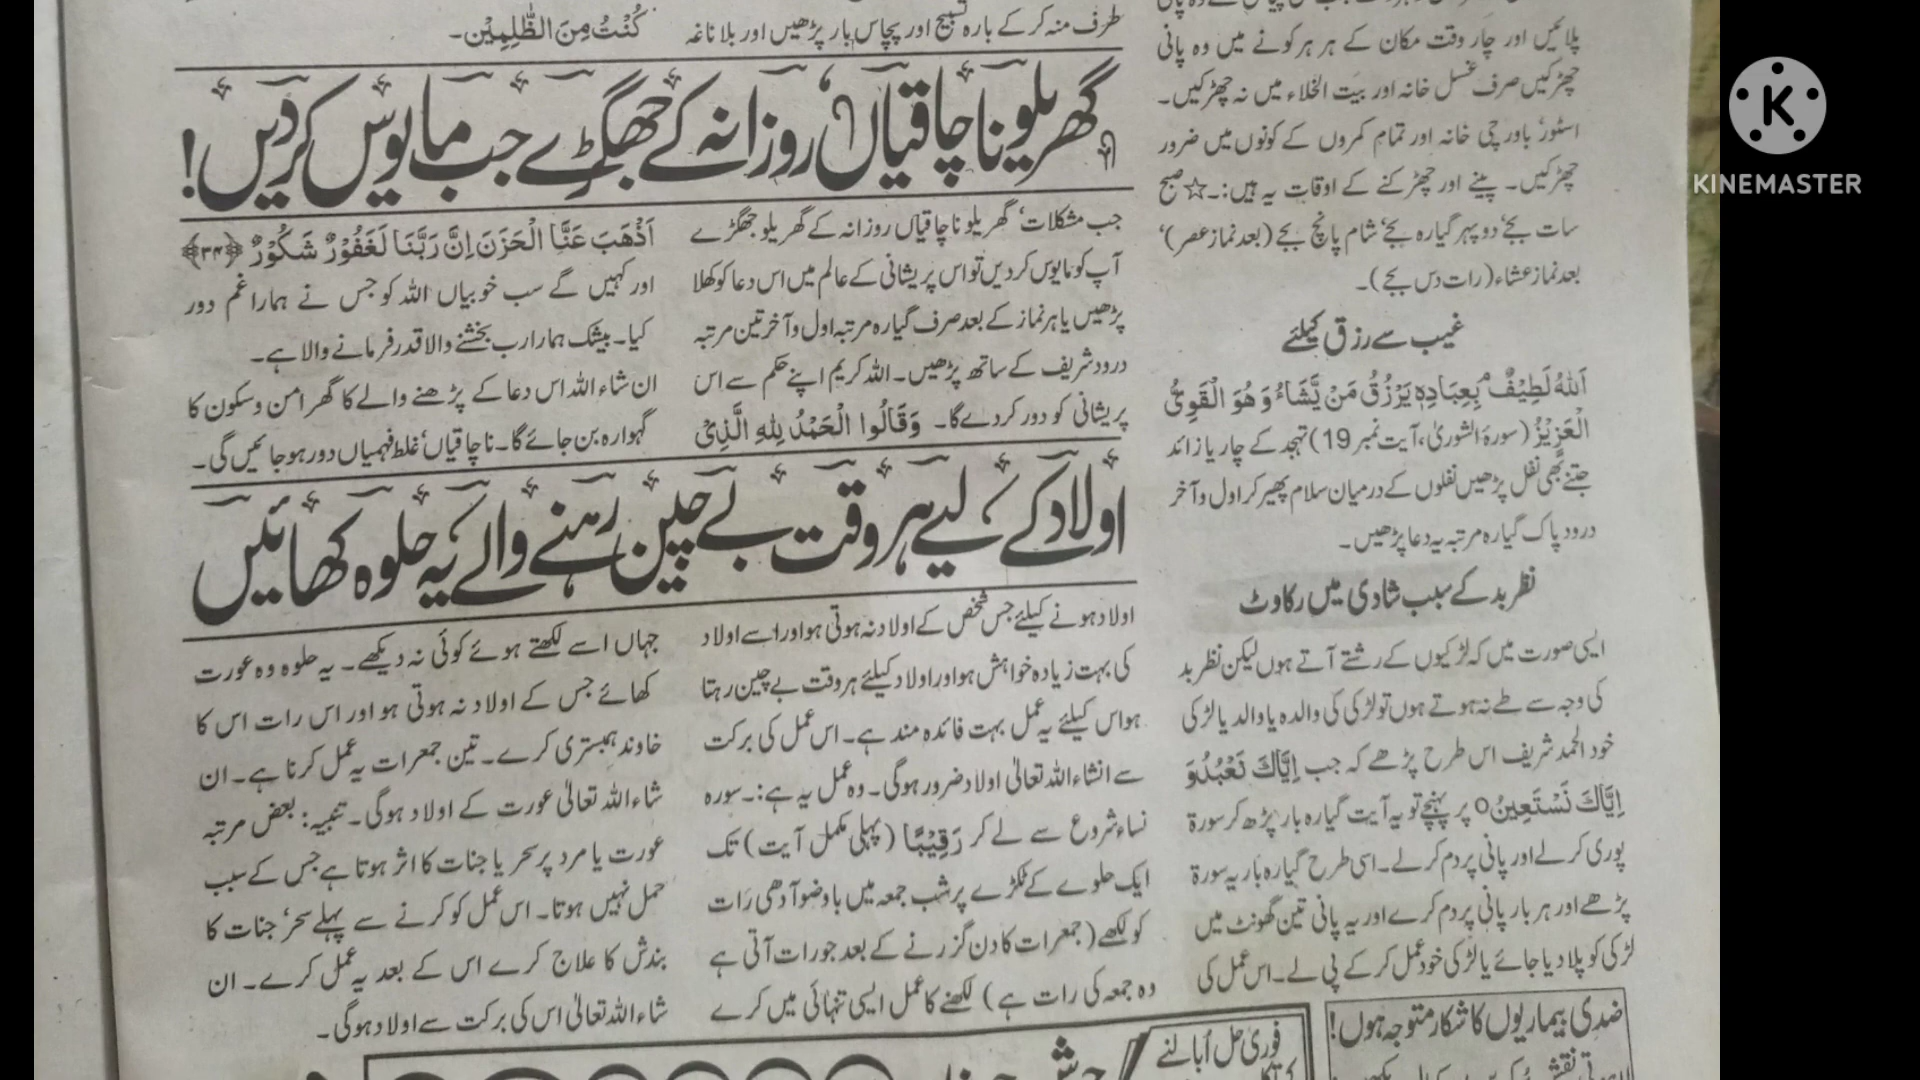 پلائیں اور چار وقت مکان کے ہر ہر کونے میں وہ پانی
چھڑکیں صرف غسل خانہ اور بیت الخلاء میں نہ چھڑکیں۔
اسٹور' باورچی خانہ اور تمام کمروں کے کونوں میں ضرور
چھڑکیں۔ پینے اور چھڑکنے کے اوقات یہ ہیں:۔☆صبح
سات بجے' دوپہر گیارہ بجے' شام پانچ بجے (بعد نماز عصر)'
بعد نماز عشاء (رات دس بجے)۔
غیب سے رزق کیلئے
اَللّٰهُ لَطِيْفٌۢ بِعِبَادِهٖ يَرْزُقُ مَنْ يَّشَآءُ وَهُوَ الْقَوِىُّ
الْعَزِيْزُ (سورۃ الشوریٰ، آیت نمبر 19) تہجد کے چار یا زائد
جتنے بھی نفل پڑھیں نفلوں کے درمیان سلام پھیر کر اول و آخر
درود پاک گیارہ مرتبہ یہ دعا پڑھیں۔
نظر بد کے سبب شادی میں رکاوٹ
ایسی صورت میں کہ لڑکیوں کے رشتے آتے ہوں لیکن نظر بد
کی وجہ سے طے نہ ہوتے ہوں تو لڑکی کی والدہ یا والد یا لڑکی
خود الحمد شریف اس طرح پڑھے کہ جب اِيَّاكَ نَعْبُدُ وَ
اِيَّاكَ نَسْتَعِيْنُ o پر پہنچے تو یہ آیت گیارہ بار پڑھ کر سورۃ
پوری کر لے اور پانی پر دم کر لے۔ اسی طرح گیارہ بار یہ سورۃ
پڑھے اور ہر بار پانی پر دم کرے اور یہ پانی تین گھونٹ میں
لڑکی کو پلا دیا جائے یا لڑکی خود عمل کر کے پی لے۔ اس عمل کی
ضدی بیماریوں کا شکار متوجہ ہوں!
طرف منہ کر کے بارہ تسبیح اور پچاس بار پڑھیں اور بلا ناغہ
كُنْتُ مِنَ الظّٰلِمِيْنَ۔
گھریلو ناچاقیاں' روزانہ کے جھگڑے جب مایوس کر دیں!
جب مشکلات' گھریلو ناچاقیاں روزانہ کے گھریلو جھگڑے
آپ کو مایوس کر دیں تو اس پریشانی کے عالم میں اس دعا کو کھلا
پڑھیں یا ہر نماز کے بعد صرف گیارہ مرتبہ اول و آخر تین مرتبہ
درود شریف کے ساتھ پڑھیں۔ اللہ کریم اپنے حکم سے اس
پریشانی کو دور کر دے گا۔ وَقَالُوا الْحَمْدُ لِلّٰهِ الَّذِىْٓ
اَذْهَبَ عَنَّا الْحَزَنَ اِنَّ رَبَّنَا لَغَفُوْرٌ شَكُوْرٌ ﴿۳۴﴾
اور کہیں گے سب خوبیاں اللہ کو جس نے ہمارا غم دور
کیا۔ بیشک ہمارا رب بخشنے والا قدر فرمانے والا ہے۔
ان شاء اللہ اس دعا کے پڑھنے والے کا گھر امن و سکون کا
گہوارہ بن جائے گا۔ ناچاقیاں' غلط فہمیاں دور ہو جائیں گی۔
اولاد کے لیے ہر وقت بے چین رہنے والے یہ حلوہ کھائیں
اولاد ہونے کیلئے جس شخص کے اولاد نہ ہوتی ہو اور اسے اولاد
کی بہت زیادہ خواہش ہو اور اولاد کیلئے ہر وقت بے چین رہتا
ہو اس کیلئے یہ عمل بہت فائدہ مند ہے۔ اس عمل کی برکت
سے انشاء اللہ تعالیٰ اولاد ضرور ہوگی۔ وہ عمل یہ ہے:۔ سورہ
نساء شروع سے لے کر رَقِيْبًا (پہلی مکمل آیت) تک
ایک حلوے کے ٹکڑے پر شب جمعہ میں با وضو آدھی رات
کو لکھے (جمعرات کا دن گزرنے کے بعد جو رات آتی ہے
وہ جمعہ کی رات ہے) لکھنے کا عمل ایسی تنہائی میں کرے
جہاں اسے لکھتے ہوئے کوئی نہ دیکھے۔ یہ حلوہ وہ عورت
کھائے جس کے اولاد نہ ہوتی ہو اور اس رات اس کا
خاوند ہمبستری کرے۔ تین جمعرات یہ عمل کرنا ہے۔ ان
شاء اللہ تعالیٰ عورت کے اولاد ہوگی۔ تنبیہ: بعض مرتبہ
عورت یا مرد پر سحر یا جنات کا اثر ہوتا ہے جس کے سبب
حمل نہیں ہوتا۔ اس عمل کو کرنے سے پہلے سحر' جنات کا
بندش کا علاج کرے اس کے بعد یہ عمل کرے۔ ان
شاء اللہ تعالیٰ اس کی برکت سے اولاد ہوگی۔
فوری حل اُبالنے
KINEMASTER